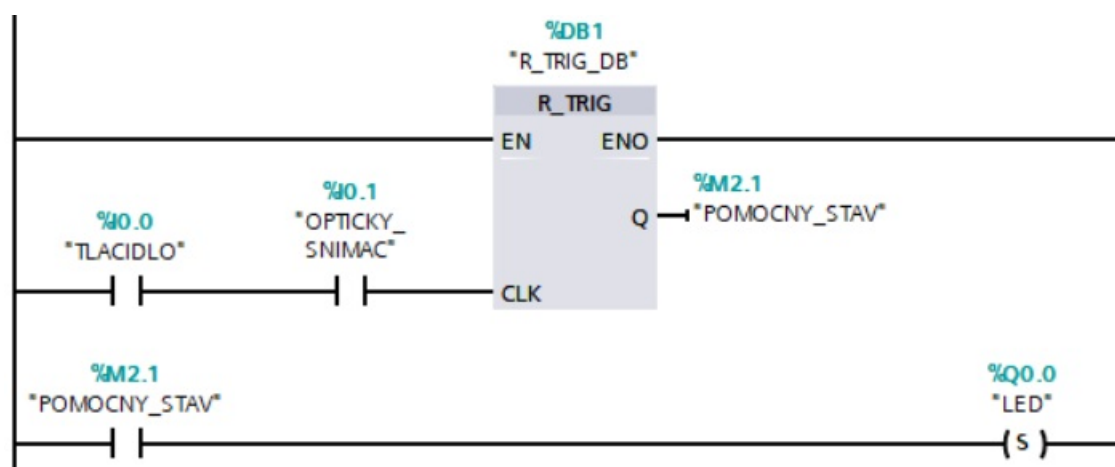 %DB1
"R_TRIG_DB"
R_TRIG
EN ENO
%M2.1
"POMOCNY_STAV"
Q
%I0.0
"TLACIDLO"
%I0.1
"OPTICKY_
SNIMAC"
CLK
%M2.1
"POMOCNY_STAV"
%Q0.0
"LED"
S